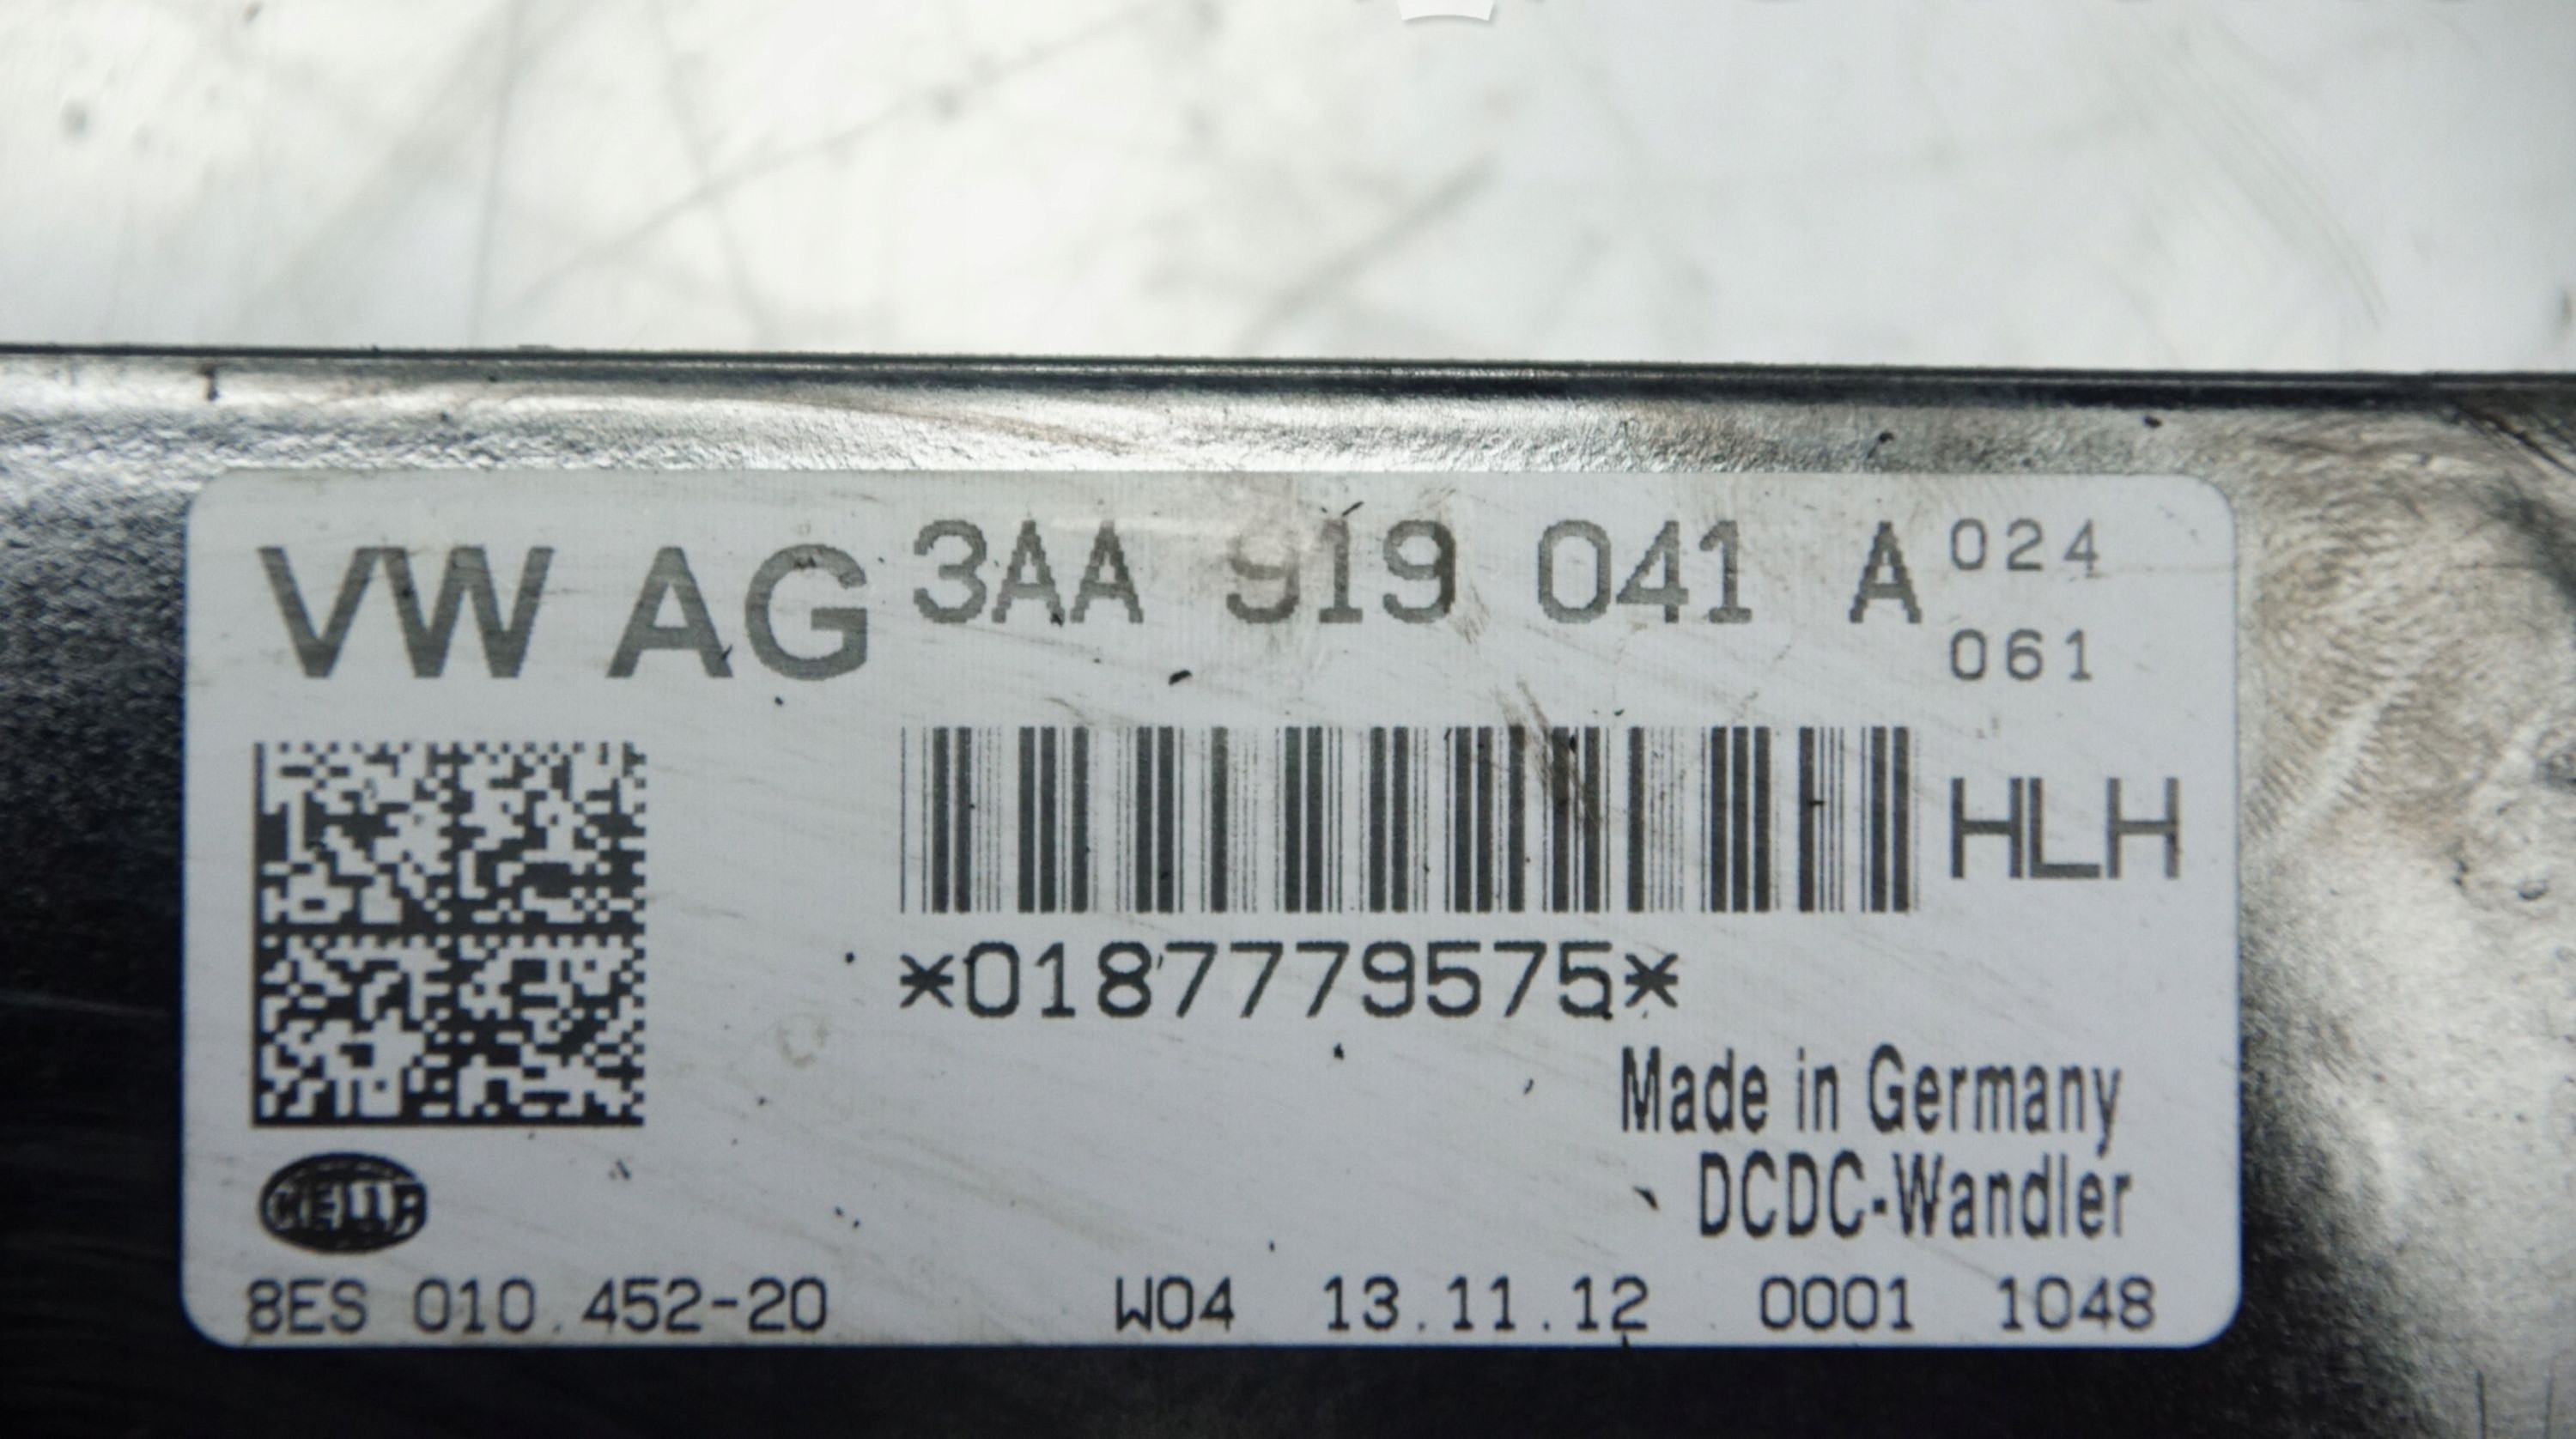 VW AG 3AA 919 041 A 024
061
HLH
*0187779575*
Made in Germany
DCDC-Wandler
HELLA
8ES 010.452-20 W04 13.11.12 0001 1048